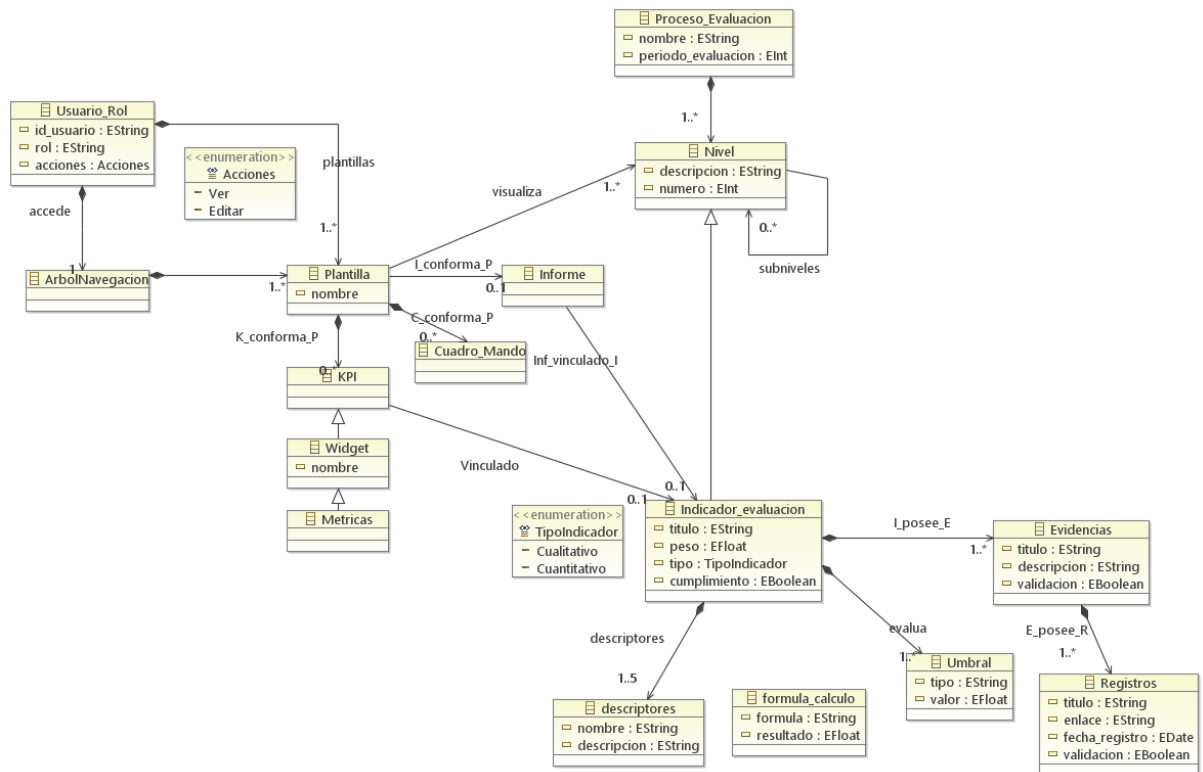 Proceso_Evaluacion
nombre : EString
periodo_evaluacion : EInt
1..*
Usuario_Rol
id_usuario : EString
rol : EString
acciones : Acciones
plantillas
1..*
<<enumeration>>
Acciones
Ver
Editar
accede
1
Nivel
descripcion : EString
numero : EInt
visualiza
1..*
0..*
subniveles
ArbolNavegacion
1..*
Plantilla
nombre
I_conforma_P
0..1
Informe
C_conforma_P
0..*
Cuadro_Mando
K_conforma_P
0..*
KPI
Inf_vinculado_I
0..1
Widget
nombre
Vinculado
0..1
Metricas
<<enumeration>>
TipoIndicador
Cualitativo
Cuantitativo
Indicador_evaluacion
titulo : EString
peso : EFloat
tipo : TipoIndicador
cumplimiento : EBoolean
I_posee_E
1..*
Evidencias
titulo : EString
descripcion : EString
validacion : EBoolean
descriptores
1..5
evalua
1..*
Umbral
tipo : EString
valor : EFloat
E_posee_R
1..*
Registros
titulo : EString
enlace : EString
fecha_registro : EDate
validacion : EBoolean
descriptores
nombre : EString
descripcion : EString
formula_calculo
formula : EString
resultado : EFloat